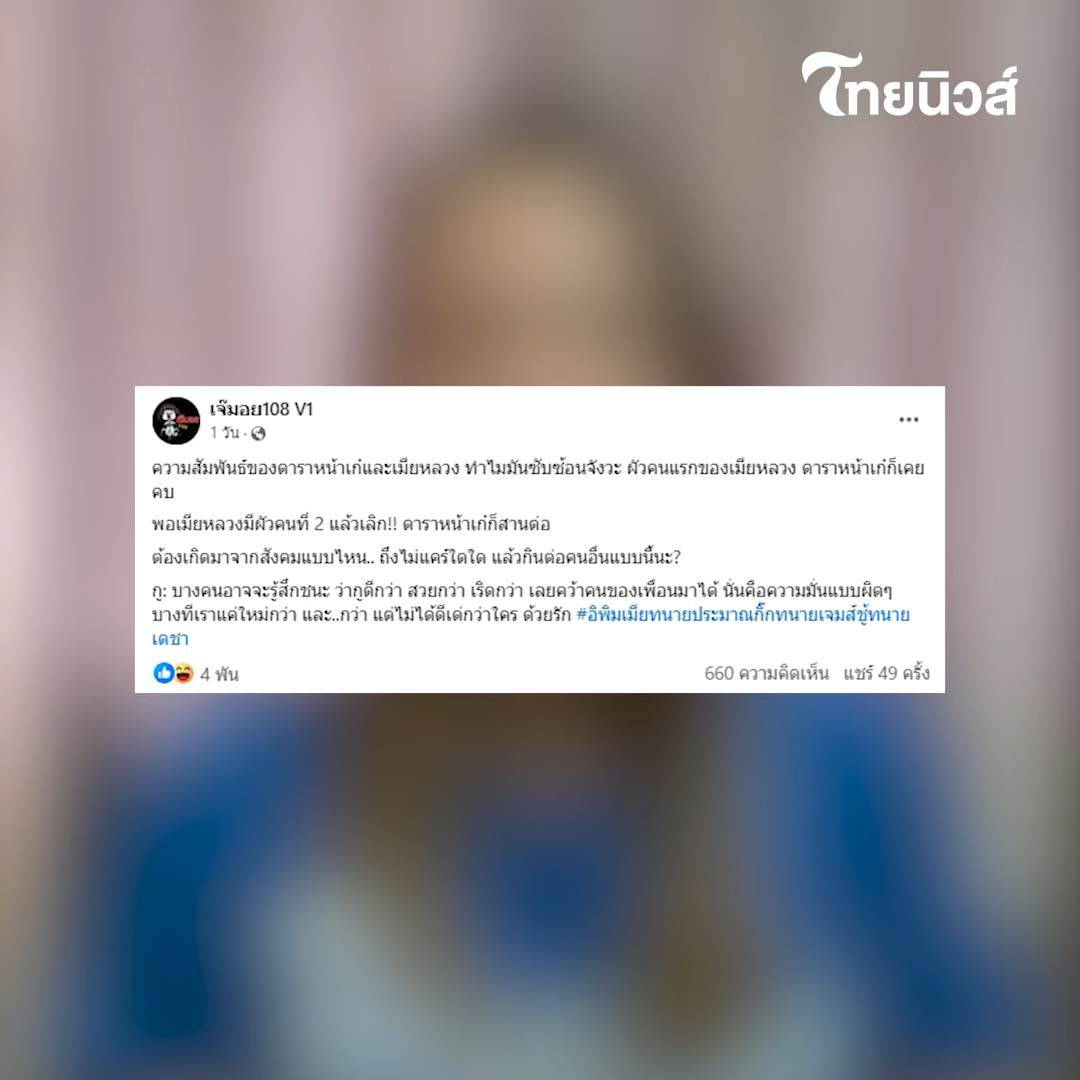 ไทยนิวส์
เจ๊มอย108 V1
1 วัน ·
ความสัมพันธ์ของดาราหน้าเก๋และเมียหลวง ทำไมมันซับซ้อนจังวะ ผัวคนแรกของเมียหลวง ดาราหน้าเก๋ก็เคย
คบ
พอเมียหลวงมีผัวคนที่ 2 แล้วเลิก!! ดาราหน้าเก๋ก็สานต่อ
ต้องเกิดมาจากสังคมแบบไหน.. ถึงไม่แคร์ใดใด แล้วกินต่อคนอื่นแบบนี้นะ?
กู: บางคนอาจจะรู้สึกชนะ ว่ากูดีกว่า สวยกว่า เริดกว่า เลยคว้าคนของเพื่อนมาได้ นั่นคือความมั่นแบบผิดๆ
บางทีเราแค่ใหม่กว่า และ..กว่า แต่ไม่ได้ดีเด่กว่าใคร ด้วยรัก #อิพิมเมียทนายประมาณกิ๊กทนายเจมส์ชู้ทนาย
เดชา
4 พัน
660 ความคิดเห็น แชร์ 49 ครั้ง